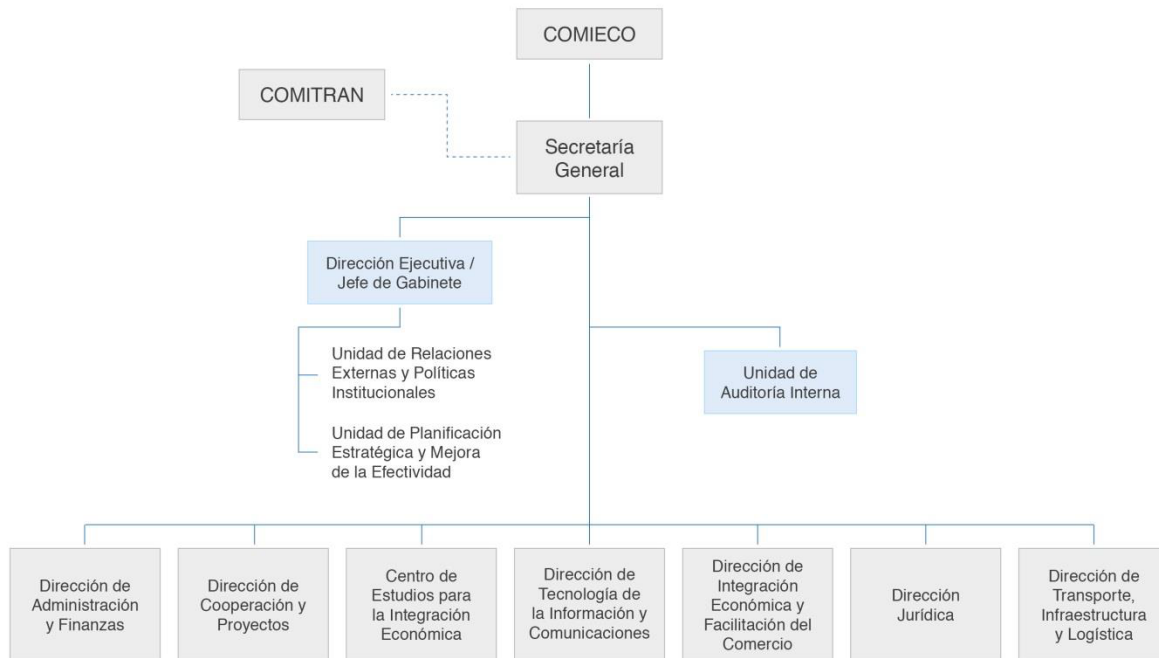 COMIECO
COMITRAN
Secretaría
General
Dirección Ejecutiva /
Jefe de Gabinete
Unidad de Relaciones
Externas y Políticas
Institucionales
Unidad de Planificación
Estratégica y Mejora
de la Efectividad
Unidad de
Auditoría Interna
Dirección de
Administración
y Finanzas
Dirección de
Cooperación y
Proyectos
Centro de
Estudios para
la Integración
Económica
Dirección de
Tecnología de
la Información y
Comunicaciones
Dirección de
Integración
Económica y
Facilitación del
Comercio
Dirección
Jurídica
Dirección de
Transporte,
Infraestructura
y Logística